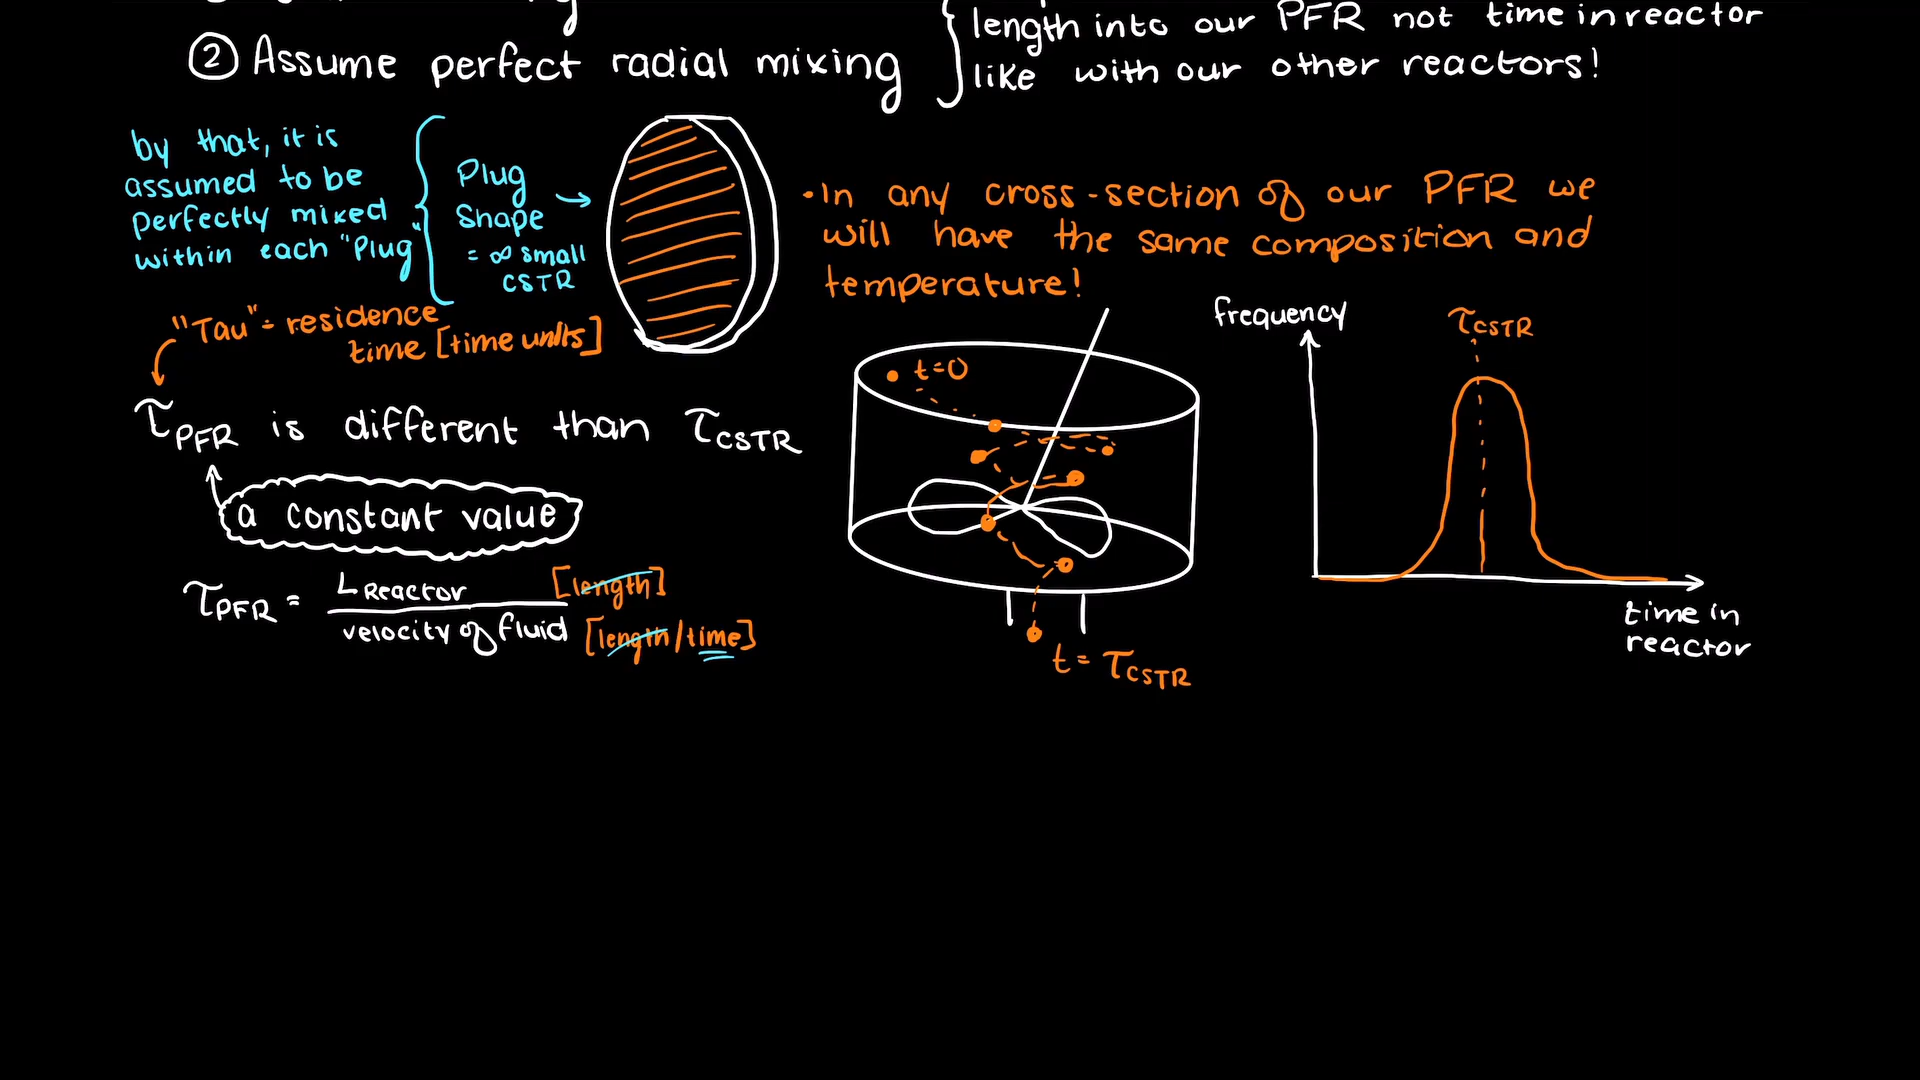 length into our PFR not time in reactor
② Assume perfect radial mixing
like with our other reactors!
by that, it is
assumed to be
perfectly mixed
within each "Plug"
Plug
Shape
= ∞ small
CSTR
•In any cross-section of our PFR we
will have the same composition and
temperature!
"Tau" = residence
time [time units]
τPFR is different than τCSTR
a constant value
τPFR = L Reactor [length]
velocity of fluid [length/time]
t=0
t = τCSTR
frequency
τCSTR
time in
reactor